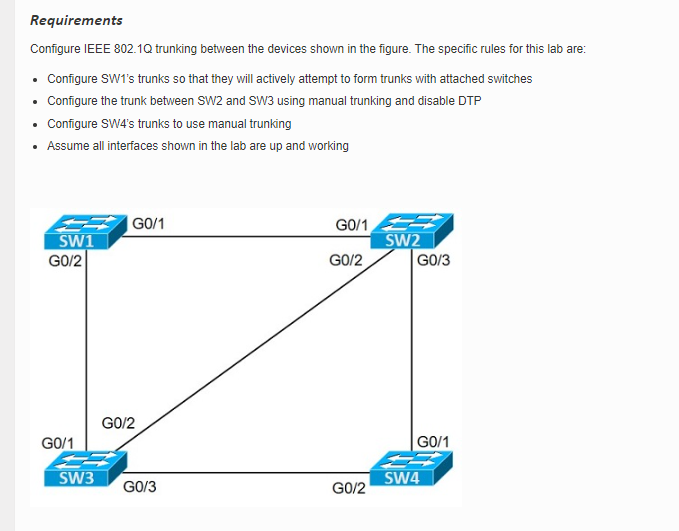 Requirements
Configure IEEE 802.1Q trunking between the devices shown in the figure. The specific rules for this lab are:
• Configure SW1's trunks so that they will actively attempt to form trunks with attached switches
• Configure the trunk between SW2 and SW3 using manual trunking and disable DTP
• Configure SW4's trunks to use manual trunking
• Assume all interfaces shown in the lab are up and working
G0/1
G0/1
SW1
SW2
G0/2
G0/2
G0/3
G0/2
G0/1
G0/1
SW3
SW4
G0/3
G0/2